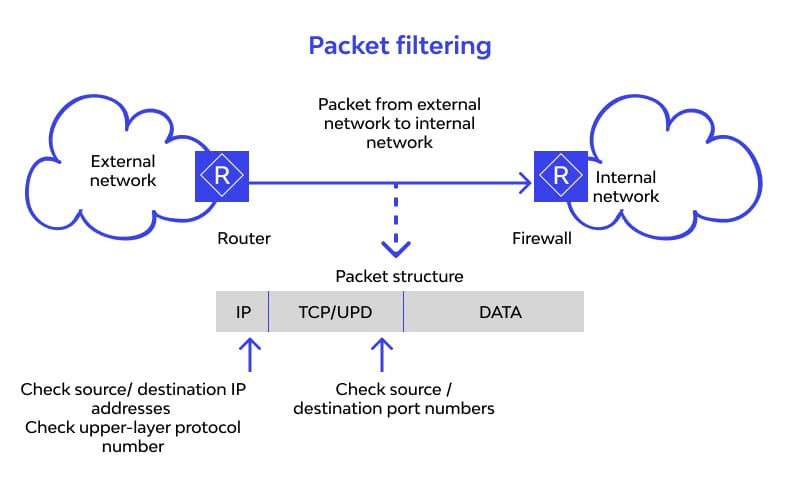 Packet filtering
Packet from external
network to internal
network
External
network
R
R
Internal
network
Router
Firewall
Packet structure
IP
TCP/UPD
DATA
Check source/ destination IP
addresses
Check upper-layer protocol
number
Check source /
destination port numbers